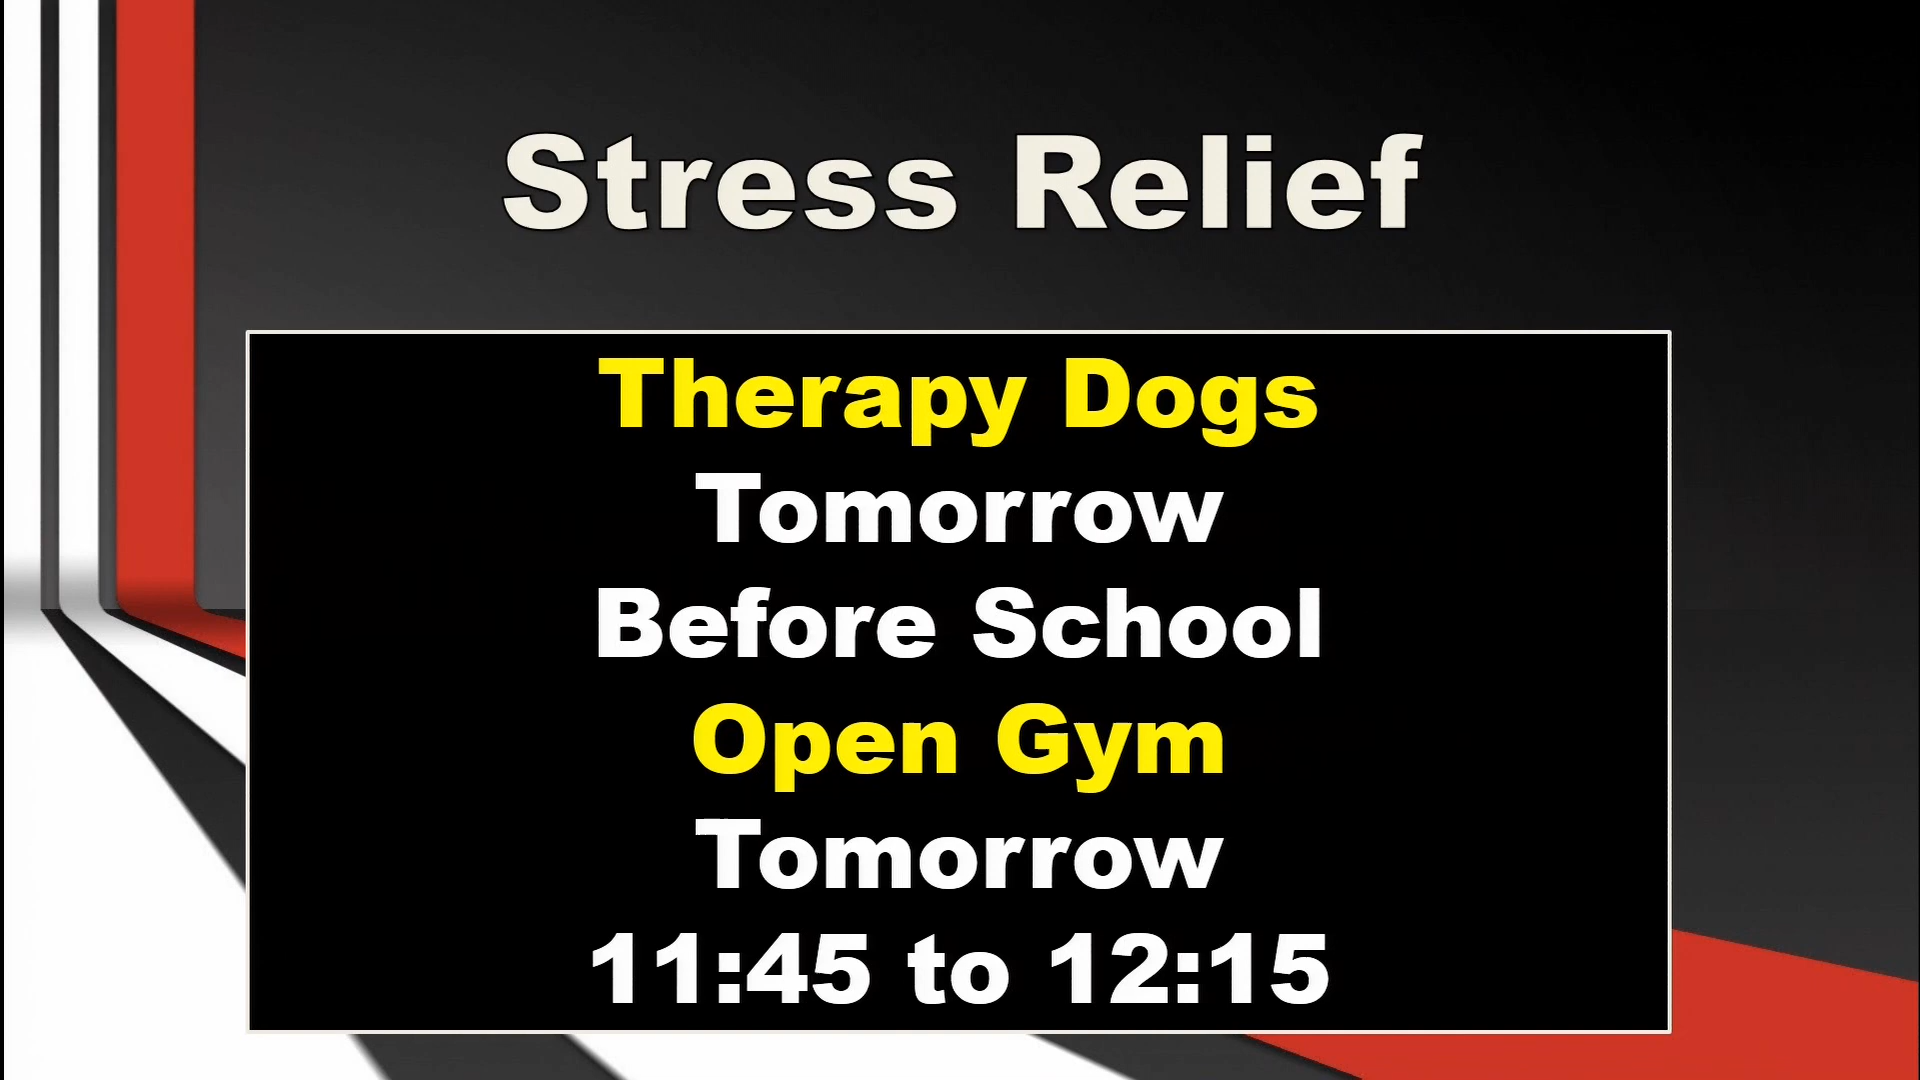 Stress Relief
Therapy Dogs
Tomorrow
Before School
Open Gym
Tomorrow
11:45 to 12:15